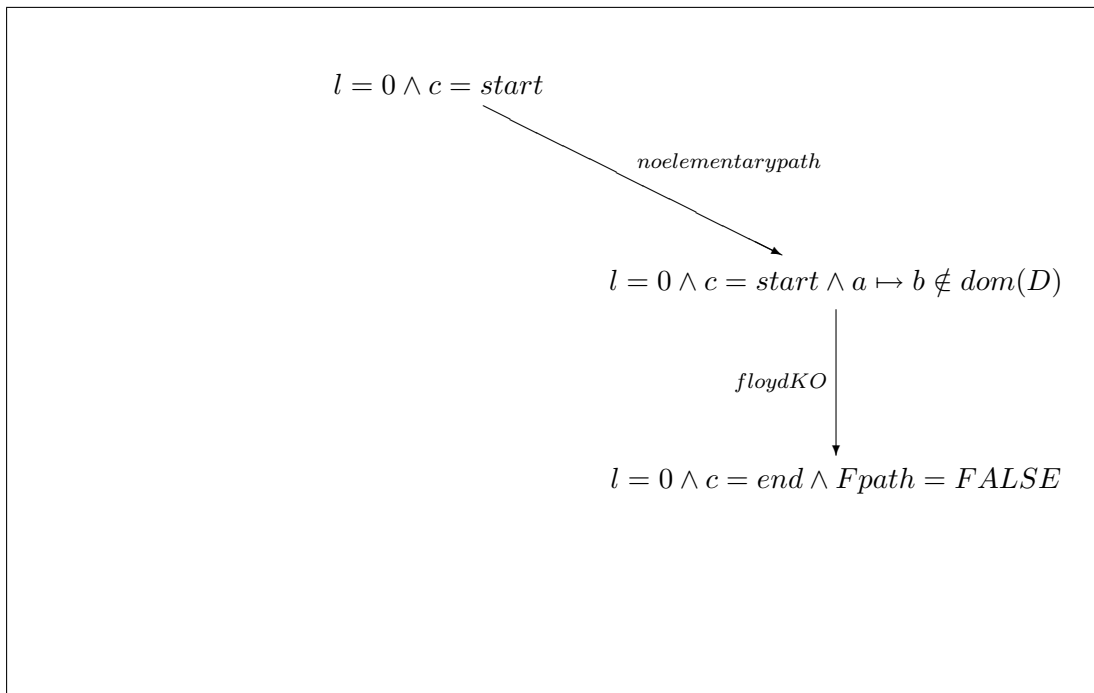 l = 0 ∧ c = start
noelementarypath
l = 0 ∧ c = start ∧ a ↦ b ∉ dom(D)
floydKO
l = 0 ∧ c = end ∧ Fpath = FALSE